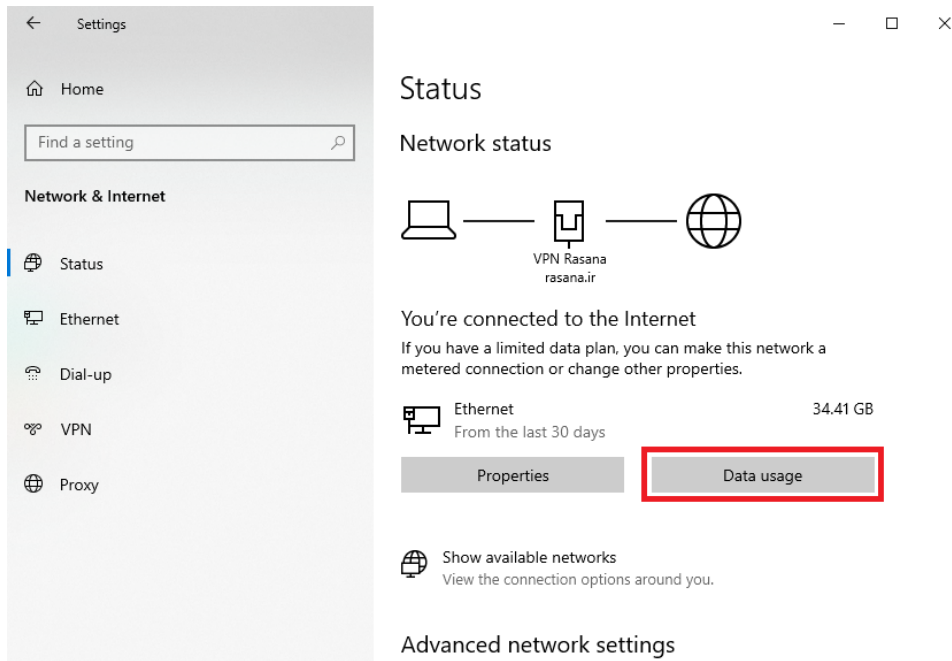 Settings
Home
Find a setting
Network & Internet
Status
Ethernet
Dial-up
VPN
Proxy
Status
Network status
VPN Rasana
rasana.ir
You're connected to the Internet
If you have a limited data plan, you can make this network a
metered connection or change other properties.
Ethernet
34.41 GB
From the last 30 days
Properties
Data usage
Show available networks
View the connection options around you.
Advanced network settings